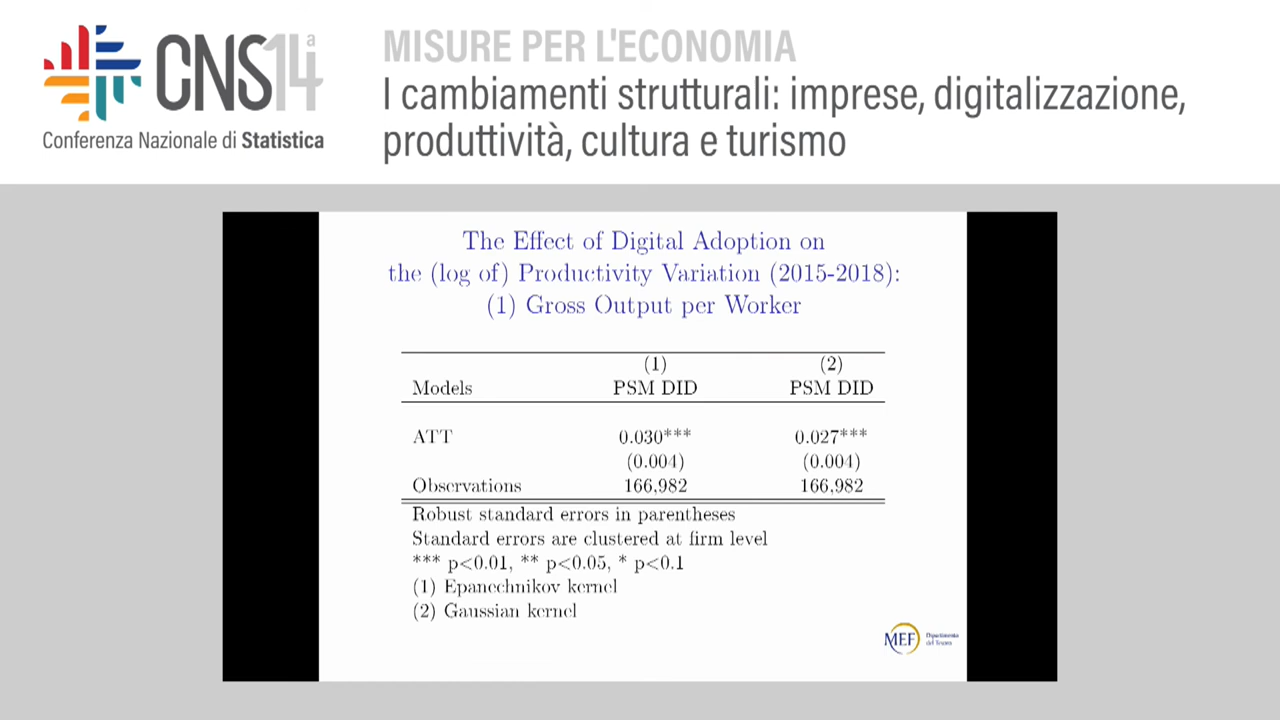 CNS14ª
Conferenza Nazionale di Statistica
MISURE PER L'ECONOMIA
I cambiamenti strutturali: imprese, digitalizzazione,
produttività, cultura e turismo
The Effect of Digital Adoption on
the (log of) Productivity Variation (2015-2018):
(1) Gross Output per Worker
(1) (2)
Models PSM DID PSM DID
ATT 0.030*** 0.027***
(0.004) (0.004)
Observations 166,982 166,982
Robust standard errors in parentheses
Standard errors are clustered at firm level
*** p<0.01, ** p<0.05, * p<0.1
(1) Epanechnikov kernel
(2) Gaussian kernel
MEF Dipartimento
del Tesoro